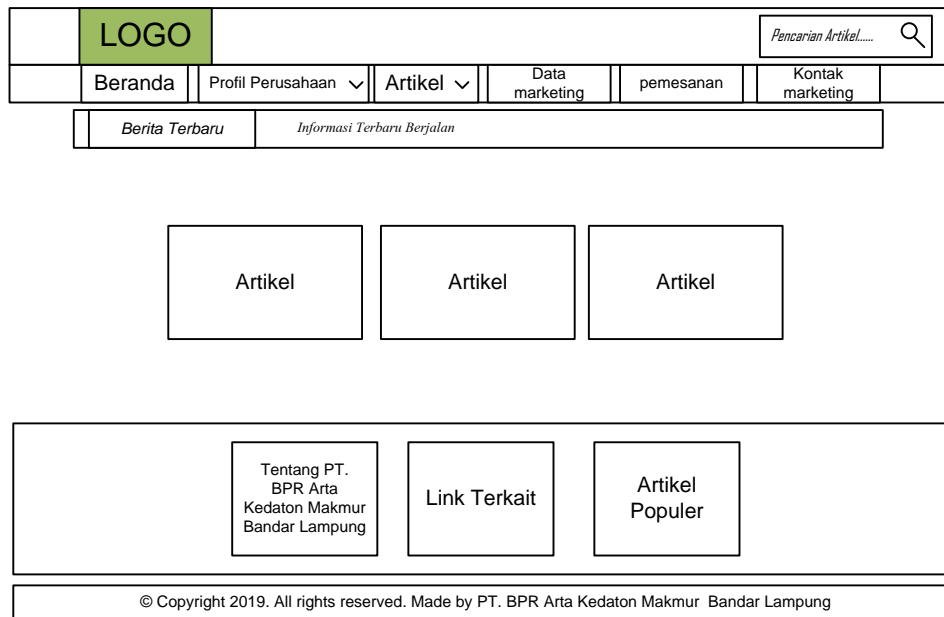 LOGO
Pencarian Artikel......
Beranda
Profil Perusahaan
Artikel
Data
marketing
pemesanan
Kontak
marketing
Berita Terbaru
Informasi Terbaru Berjalan
Artikel
Artikel
Artikel
Tentang PT.
BPR Arta
Kedaton Makmur
Bandar Lampung
Link Terkait
Artikel
Populer
© Copyright 2019. All rights reserved. Made by PT. BPR Arta Kedaton Makmur Bandar Lampung